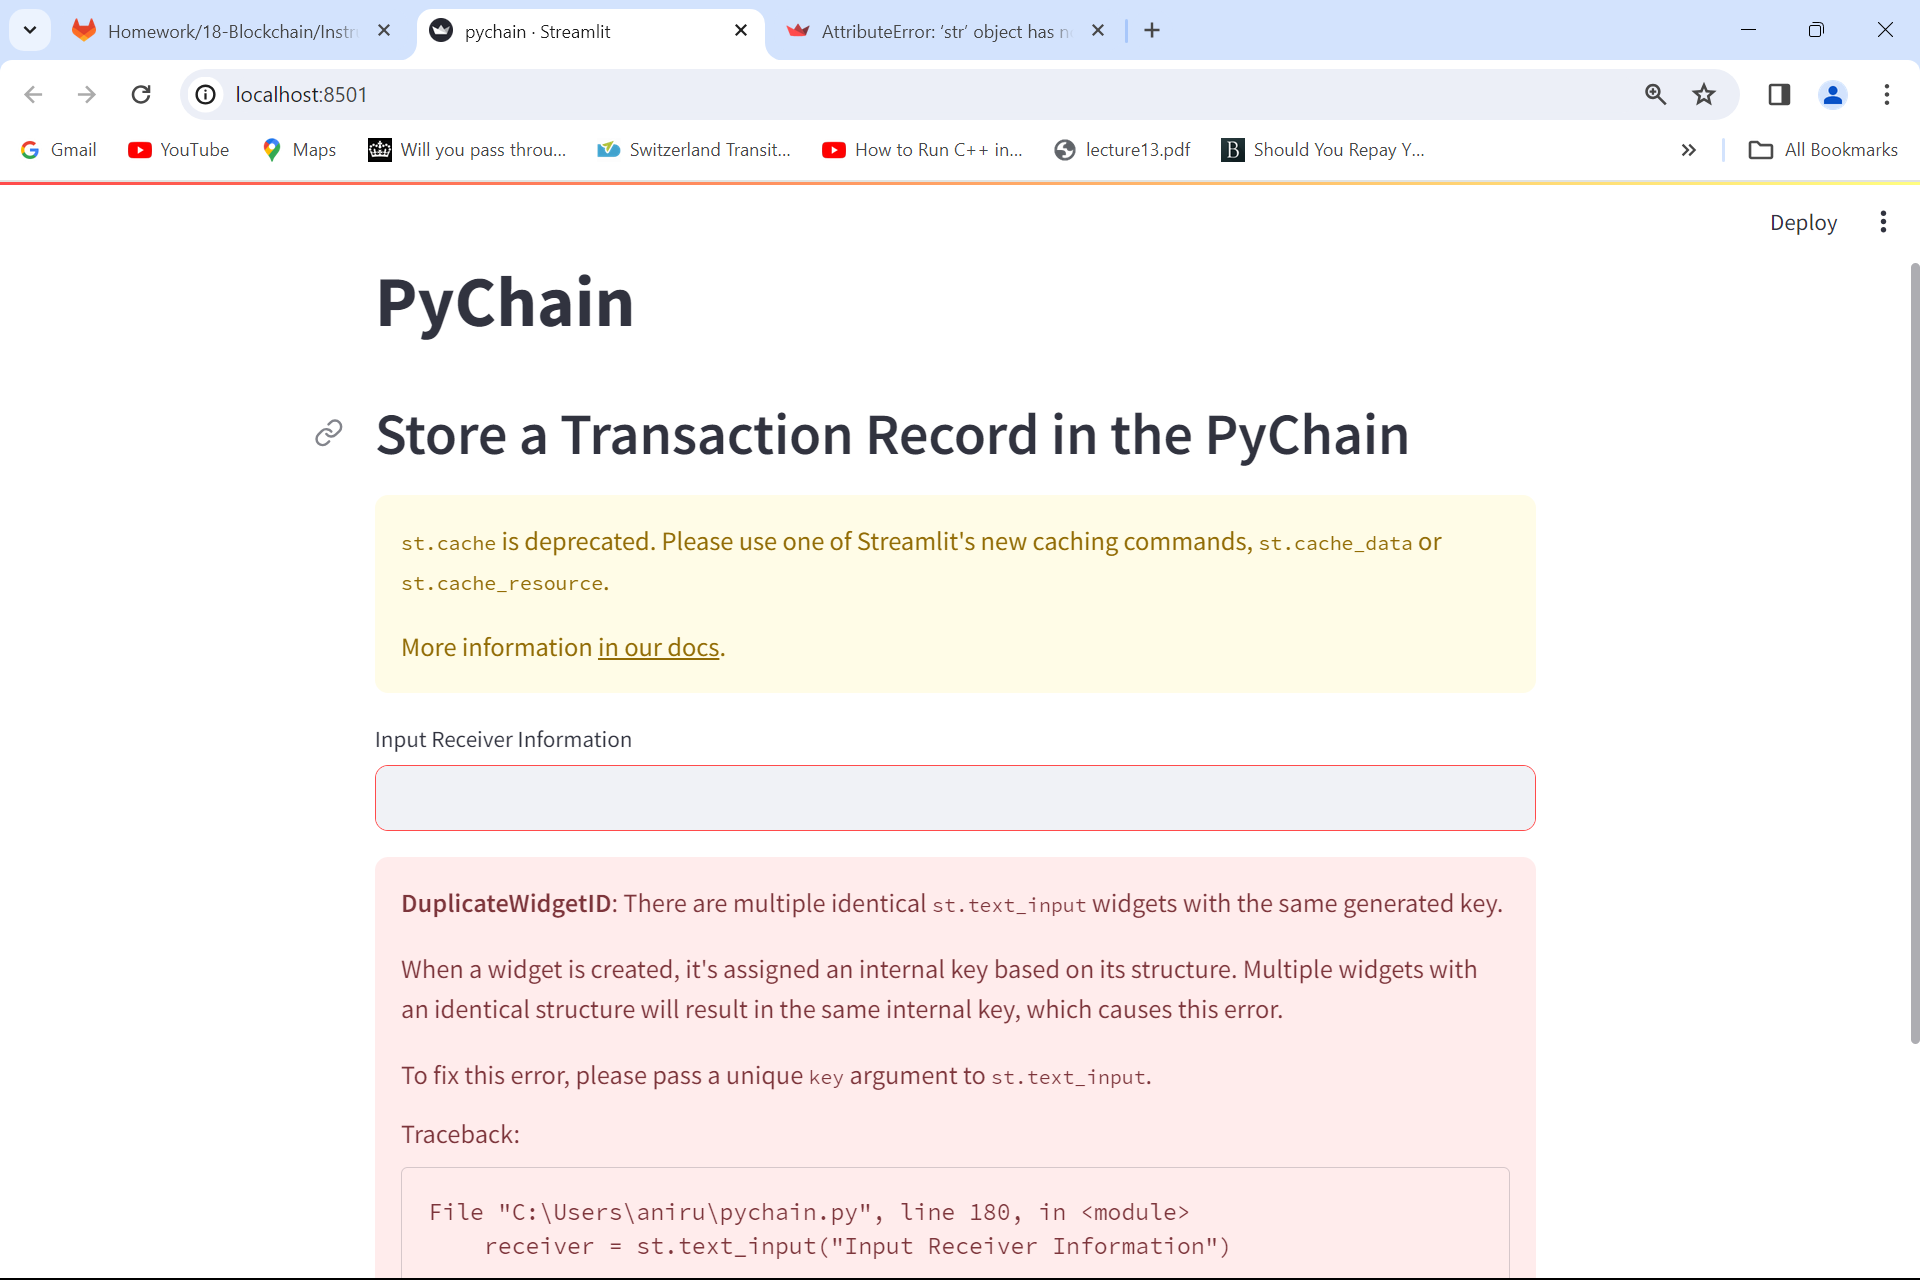 Homework/18-Blockchain/Instr
pychain · Streamlit
AttributeError: ‘str’ object has n
localhost:8501
Gmail
YouTube
Maps
Will you pass throu...
Switzerland Transit...
How to Run C++ in...
lecture13.pdf
B Should You Repay Y...
All Bookmarks
Deploy
PyChain
Store a Transaction Record in the PyChain
st.cache is deprecated. Please use one of Streamlit's new caching commands, st.cache_data or
st.cache_resource.
More information in our docs.
Input Receiver Information
DuplicateWidgetID: There are multiple identical st.text_input widgets with the same generated key.
When a widget is created, it's assigned an internal key based on its structure. Multiple widgets with
an identical structure will result in the same internal key, which causes this error.
To fix this error, please pass a unique key argument to st.text_input.
Traceback:
File "C:\Users\aniru\pychain.py", line 180, in <module>
receiver = st.text_input("Input Receiver Information")